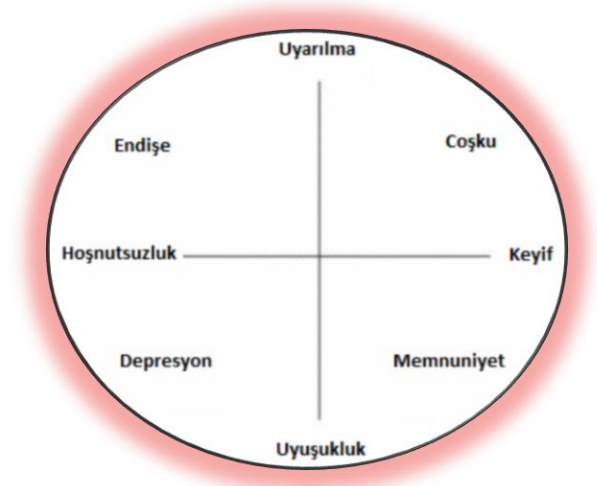 Uyarılma
Endişe
Coşku
Hoşnutsuzluk
Keyif
Depresyon
Memnuniyet
Uyuşukluk